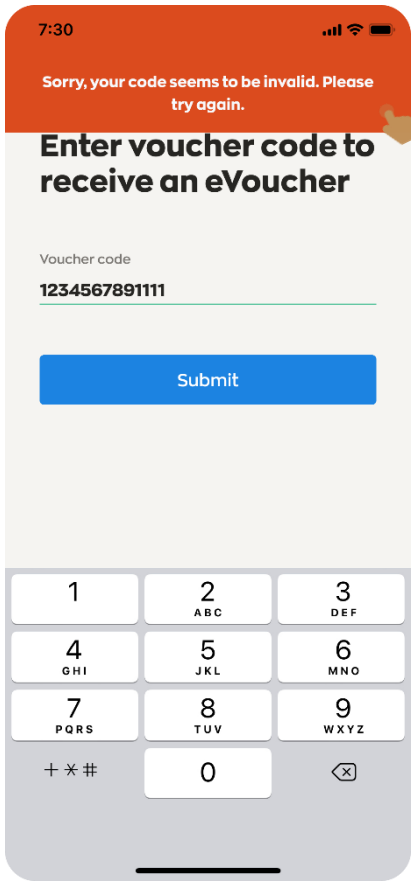 7:30
Sorry, your code seems to be invalid. Please
try again.
Enter voucher code to
receive an eVoucher
Voucher code
1234567891111
Submit
1
2
ABC
3
DEF
4
GHI
5
JKL
6
MNO
7
PQRS
8
TUV
9
WXYZ
+*#
0